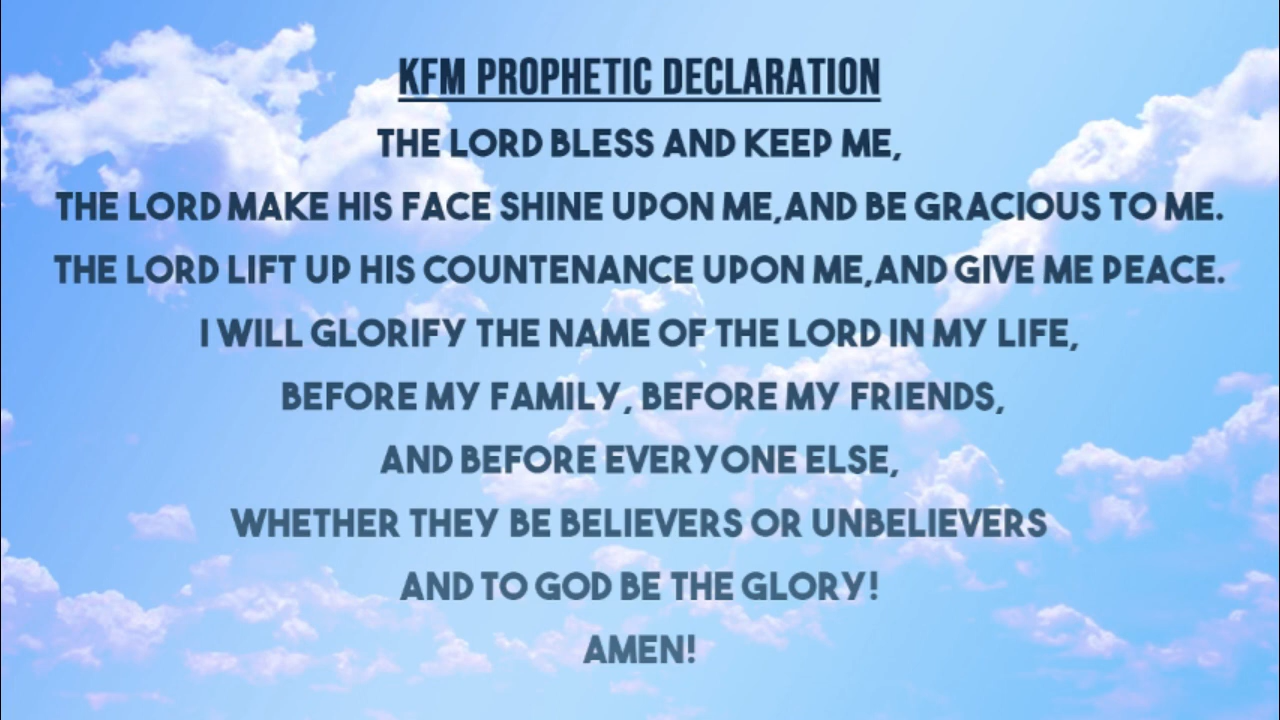 KFM PROPHETIC DECLARATION
THE LORD BLESS AND KEEP ME,
THE LORD MAKE HIS FACE SHINE UPON ME,AND BE GRACIOUS TO ME.
THE LORD LIFT UP HIS COUNTENANCE UPON ME,AND GIVE ME PEACE.
I WILL GLORIFY THE NAME OF THE LORD IN MY LIFE,
BEFORE MY FAMILY, BEFORE MY FRIENDS,
AND BEFORE EVERYONE ELSE,
WHETHER THEY BE BELIEVERS OR UNBELIEVERS
AND TO GOD BE THE GLORY!
AMEN!